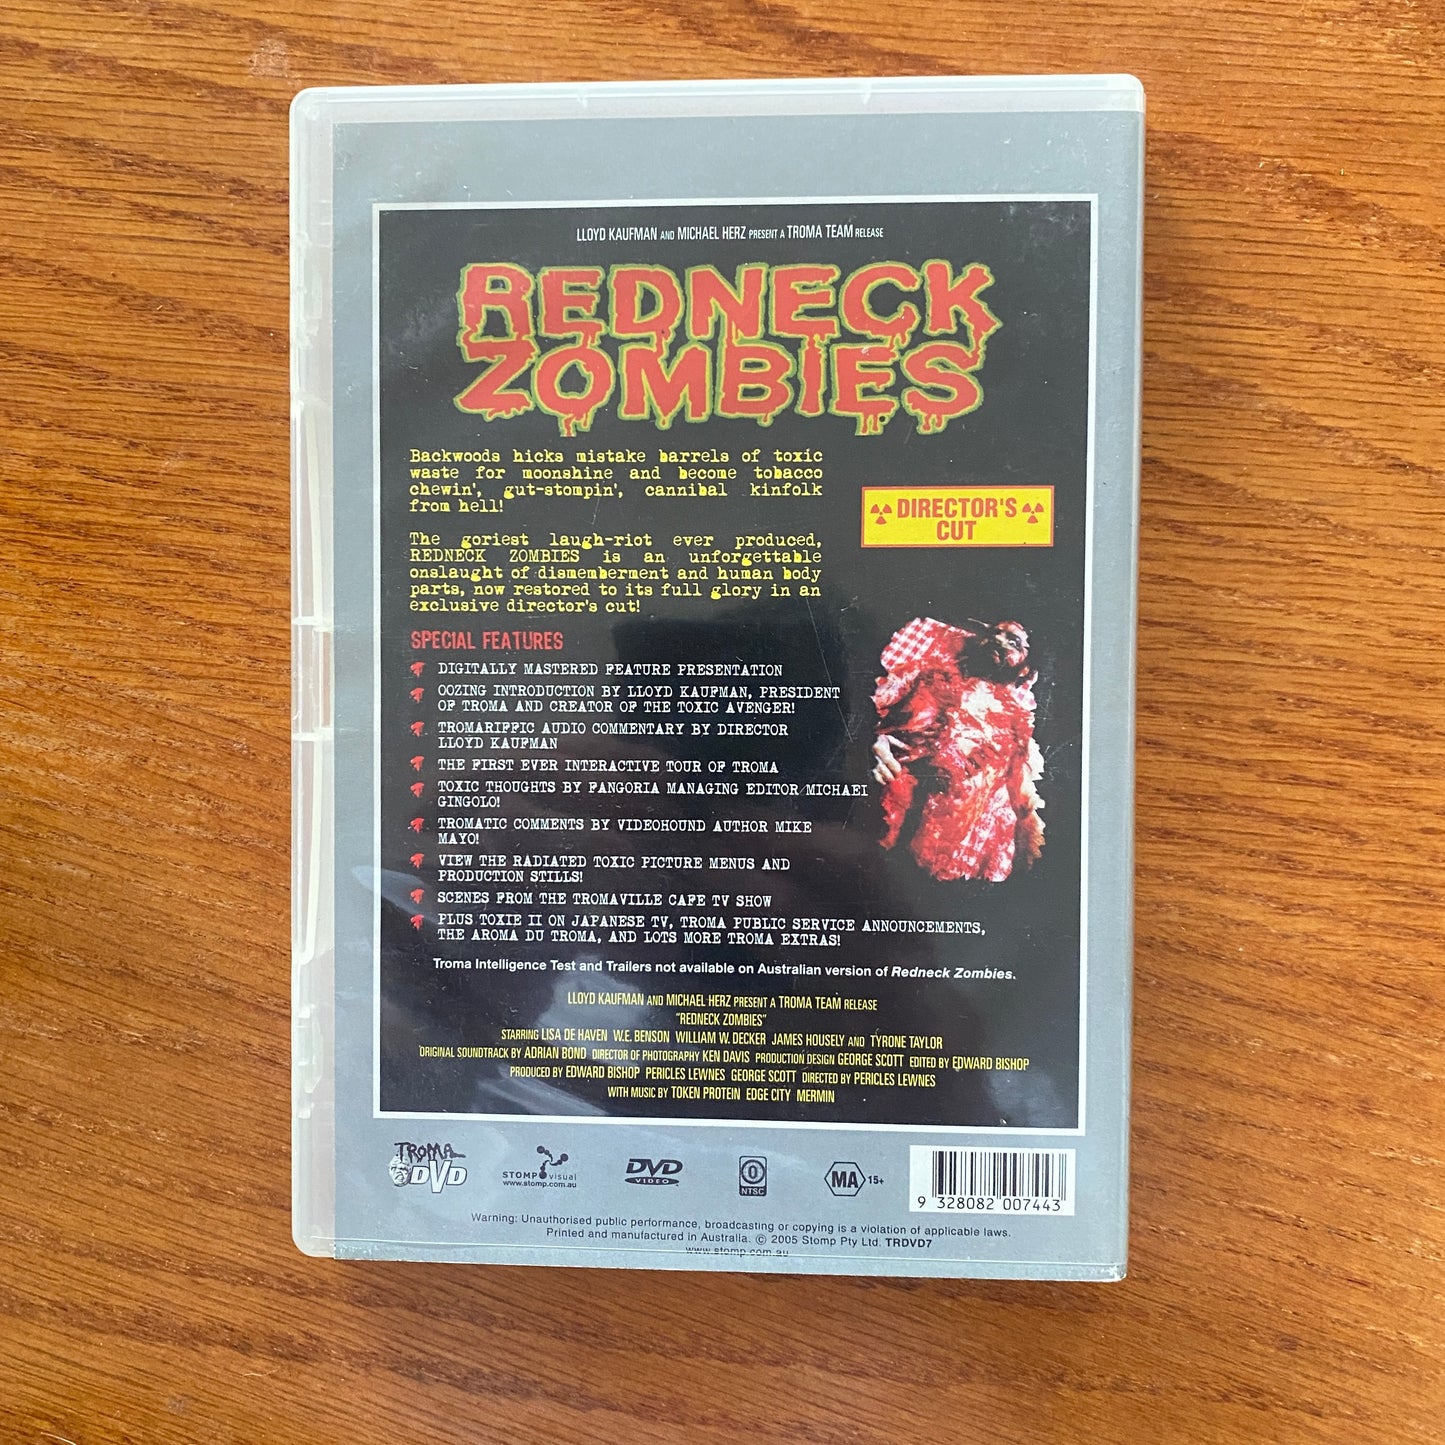 LLOYD KAUFMAN AND MICHAEL HERZ PRESENT A TROMA TEAM RELEASE
REDNECK
ZOMBIES
Backwoods hicks mistake barrels of toxic
waste for moonshine and become tobacco
chewin', gut-stompin', cannibal kinfolk
from hell!
DIRECTOR'S
CUT
The goriest laugh-riot ever produced,
REDNECK ZOMBIES is an unforgettable
onslaught of dismemberment and human body
parts, now restored to its full glory in an
exclusive director's cut!
SPECIAL FEATURES
DIGITALLY MASTERED FEATURE PRESENTATION
OOZING INTRODUCTION BY LLOYD KAUFMAN, PRESIDENT
OF TROMA AND CREATOR OF THE TOXIC AVENGER!
TROMARIFFIC AUDIO COMMENTARY BY DIRECTOR
LLOYD KAUFMAN
THE FIRST EVER INTERACTIVE TOUR OF TROMA
TOXIC THOUGHTS BY FANGORIA MANAGING EDITOR MICHAEL
GINGOLO!
TROMATIC COMMENTS BY VIDEOHOUND AUTHOR MIKE
MAYO!
VIEW THE RADIATED TOXIC PICTURE MENUS AND
PRODUCTION STILLS!
SCENES FROM THE TROMAVILLE CAFE TV SHOW
PLUS TOXIE II ON JAPANESE TV, TROMA PUBLIC SERVICE ANNOUNCEMENTS,
THE AROMA DU TROMA, AND LOTS MORE TROMA EXTRAS!
Troma Intelligence Test and Trailers not available on Australian version of Redneck Zombies.
LLOYD KAUFMAN AND MICHAEL HERZ PRESENT A TROMA TEAM RELEASE
"REDNECK ZOMBIES"
STARRING LISA DE HAVEN W.E. BENSON WILLIAM W. DECKER JAMES HOUSELY AND TYRONE TAYLOR
ORIGINAL SOUNDTRACK BY ADRIAN BOND DIRECTOR OF PHOTOGRAPHY KEN DAVIS PRODUCTION DESIGN GEORGE SCOTT EDITED BY EDWARD BISHOP
PRODUCED BY EDWARD BISHOP PERICLES LEWNES GEORGE SCOTT DIRECTED BY PERICLES LEWNES
WITH MUSIC BY TOKEN PROTEIN EDGE CITY MERMIN
TROMA
DVD
STOMP visual
www.stomp.com.au
DVD
VIDEO
0
NTSC
MA 15+
9 328082 007443
Warning: Unauthorised public performance, broadcasting or copying is a violation of applicable laws.
Printed and manufactured in Australia. © 2005 Stomp Pty Ltd. TRDVD7
www.stomp.com.au